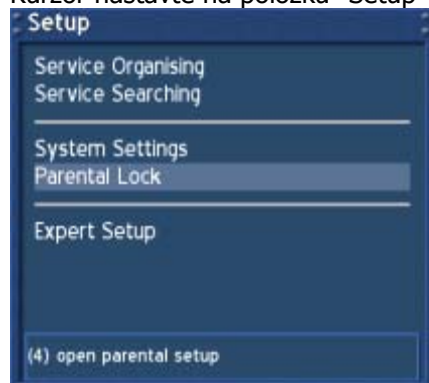 Kurzor nastavte na položku "Setup"
Setup
Service Organising
Service Searching
System Settings
Parental Lock
Expert Setup
(4) open parental setup